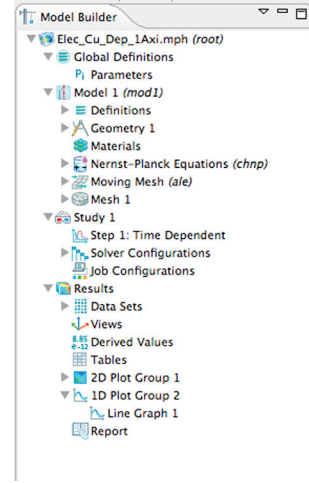 Model Builder
Elec_Cu_Dep_1Axi.mph (root)
Global Definitions
Pi Parameters
Model 1 (mod1)
Definitions
Geometry 1
Materials
Nernst-Planck Equations (chnp)
Moving Mesh (ale)
Mesh 1
Study 1
Step 1: Time Dependent
Solver Configurations
Job Configurations
Results
Data Sets
Views
8.85 e-12 Derived Values
Tables
2D Plot Group 1
1D Plot Group 2
Line Graph 1
Report